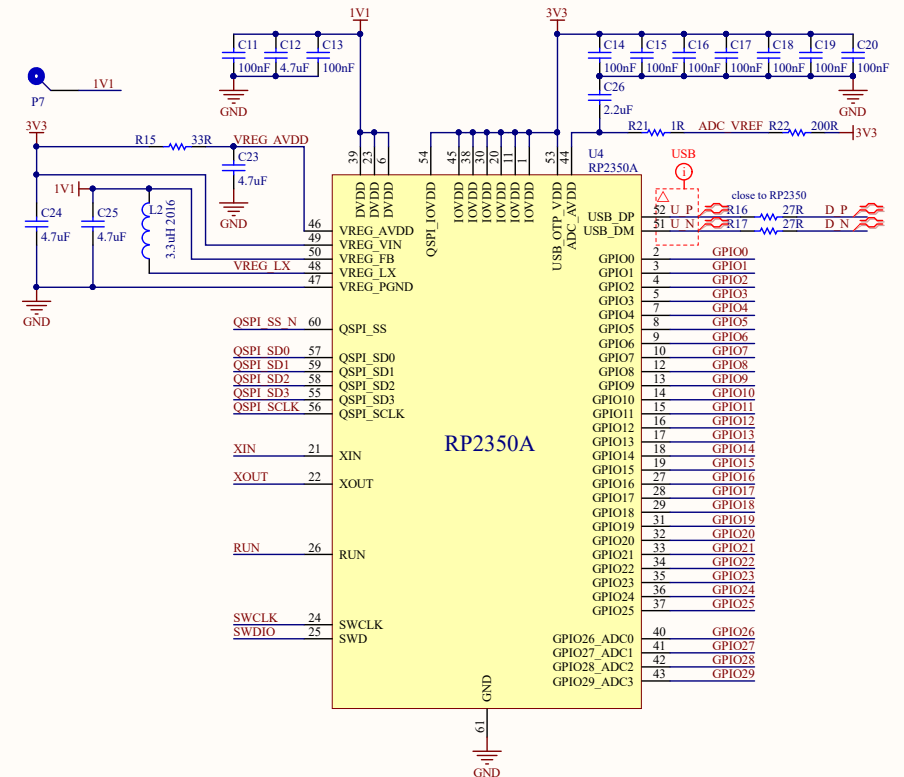 1V1
3V3
C11
100nF
C12
4.7uF
C13
100nF
GND
C14
100nF
C15
100nF
C16
100nF
C17
100nF
C18
100nF
C19
100nF
C20
100nF
GND
C26
2.2uF
P7
1V1
3V3
R15 33R VREG_AVDD
C23
4.7uF
GND
R21 1R ADC_VREF R22 200R 3V3
1V1
C24
4.7uF
C25
4.7uF
L2
3.3uH 2016
VREG_LX
GND
39 23 6 54 45 38 30 20 11 1 53 44
DVDD
DVDD
DVDD
QSPI_IOVDD
IOVDD
IOVDD
IOVDD
IOVDD
IOVDD
IOVDD
USB_OTP_VDD
ADC_AVDD
U4
RP2350A
USB
i
close to RP2350
USB_DP 52 U_P R16 27R D_P
USB_DM 51 U_N R17 27R D_N
46 VREG_AVDD
49 VREG_VIN
50 VREG_FB
48 VREG_LX
47 VREG_PGND
QSPI_SS_N 60 QSPI_SS
QSPI_SD0 57 QSPI_SD0
QSPI_SD1 59 QSPI_SD1
QSPI_SD2 58 QSPI_SD2
QSPI_SD3 55 QSPI_SD3
QSPI_SCLK 56 QSPI_SCLK
XIN 21 XIN
XOUT 22 XOUT
RUN 26 RUN
SWCLK 24 SWCLK
SWDIO 25 SWD
RP2350A
GPIO0 2 GPIO0
GPIO1 3 GPIO1
GPIO2 4 GPIO2
GPIO3 5 GPIO3
GPIO4 7 GPIO4
GPIO5 8 GPIO5
GPIO6 9 GPIO6
GPIO7 10 GPIO7
GPIO8 12 GPIO8
GPIO9 13 GPIO9
GPIO10 14 GPIO10
GPIO11 15 GPIO11
GPIO12 16 GPIO12
GPIO13 17 GPIO13
GPIO14 18 GPIO14
GPIO15 19 GPIO15
GPIO16 27 GPIO16
GPIO17 28 GPIO17
GPIO18 29 GPIO18
GPIO19 31 GPIO19
GPIO20 32 GPIO20
GPIO21 33 GPIO21
GPIO22 34 GPIO22
GPIO23 35 GPIO23
GPIO24 36 GPIO24
GPIO25 37 GPIO25
GPIO26_ADC0 40 GPIO26
GPIO27_ADC1 41 GPIO27
GPIO28_ADC2 42 GPIO28
GPIO29_ADC3 43 GPIO29
GND
61
GND